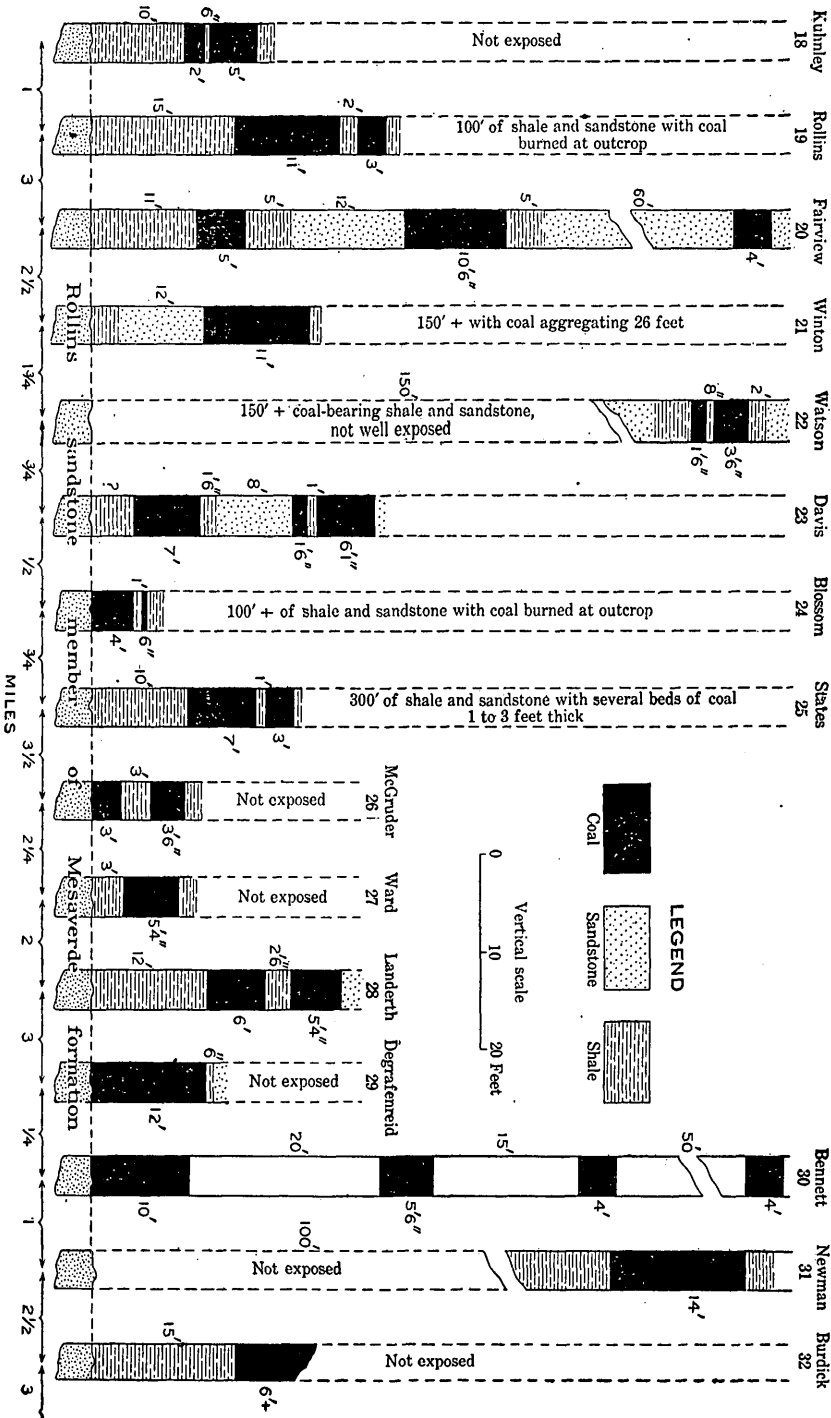 Kuhnley
18
Not exposed
10'
2'
6"
5'
Rollins
19
100' of shale and sandstone with coal
burned at outcrop
15'
11'
2'
3'
Fairview
20
11'
5'
5'
12'
10'6"
5'
60'
4'
Winton
21
150' + with coal aggregating 26 feet
12'
11'
Watson
22
150' + coal-bearing shale and sandstone,
not well exposed
150'
1'6"
8"
3'6"
2'
Davis
23
?
7'
1'6"
8'
1'6"
1'
6'1"
Blossom
24
100' + of shale and sandstone with coal burned at outcrop
4'
1'
6"
States
25
300' of shale and sandstone with several beds of coal
1 to 3 feet thick
10'
7'
1'
3'
McGruder
26
Not exposed
3'
3'
3'6"
Ward
27
Not exposed
3'
5'4"
Landerth
28
12'
6'
2'6"
5'4"
Degrafenreid
29
Not exposed
12'
6"
Bennett
30
10'
20'
5'6"
15'
4'
50'
4'
Newman
31
Not exposed
100'
14'
Burdick
32
Not exposed
15'
6'+
LEGEND
Coal
Sandstone
Shale
Vertical scale
0 10 20 Feet
Rollins sandstone member of Mesaverde formation
1 3 2½ 1¾ ¾ ½ ¾ 3½ 2¼ 2 3 ¼ 1 2½ 3
MILES